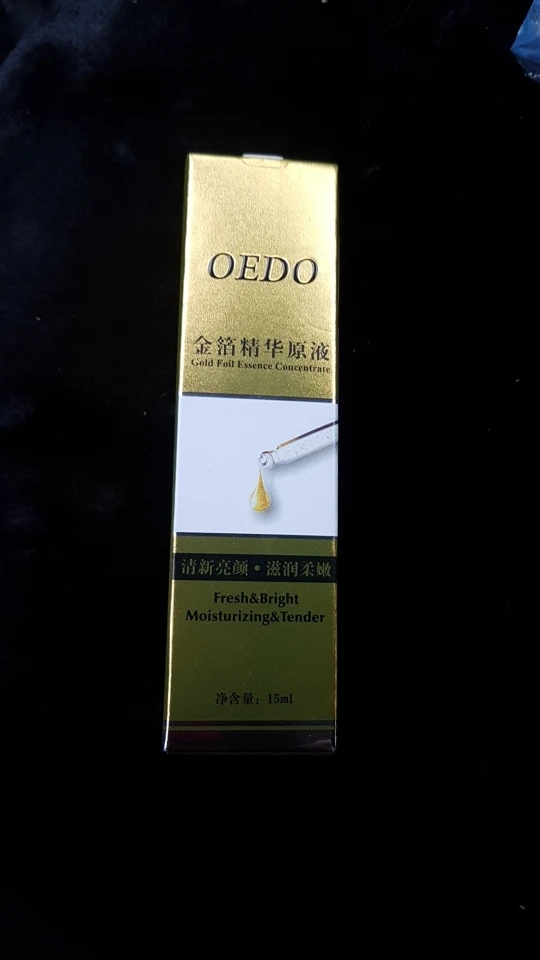 OEDO
金箔精华原液
Gold Foil Essence Concentrate
清新亮颜・滋润柔嫩
Fresh&Bright
Moisturizing&Tender
净含量：15ml